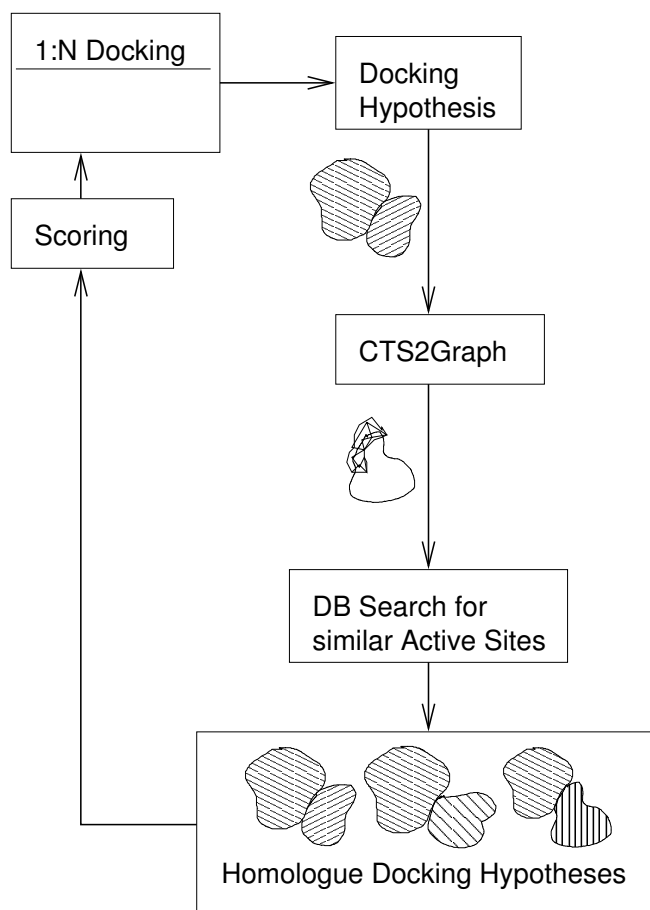 1:N Docking
Docking
Hypothesis
Scoring
CTS2Graph
DB Search for
similar Active Sites
Homologue Docking Hypotheses